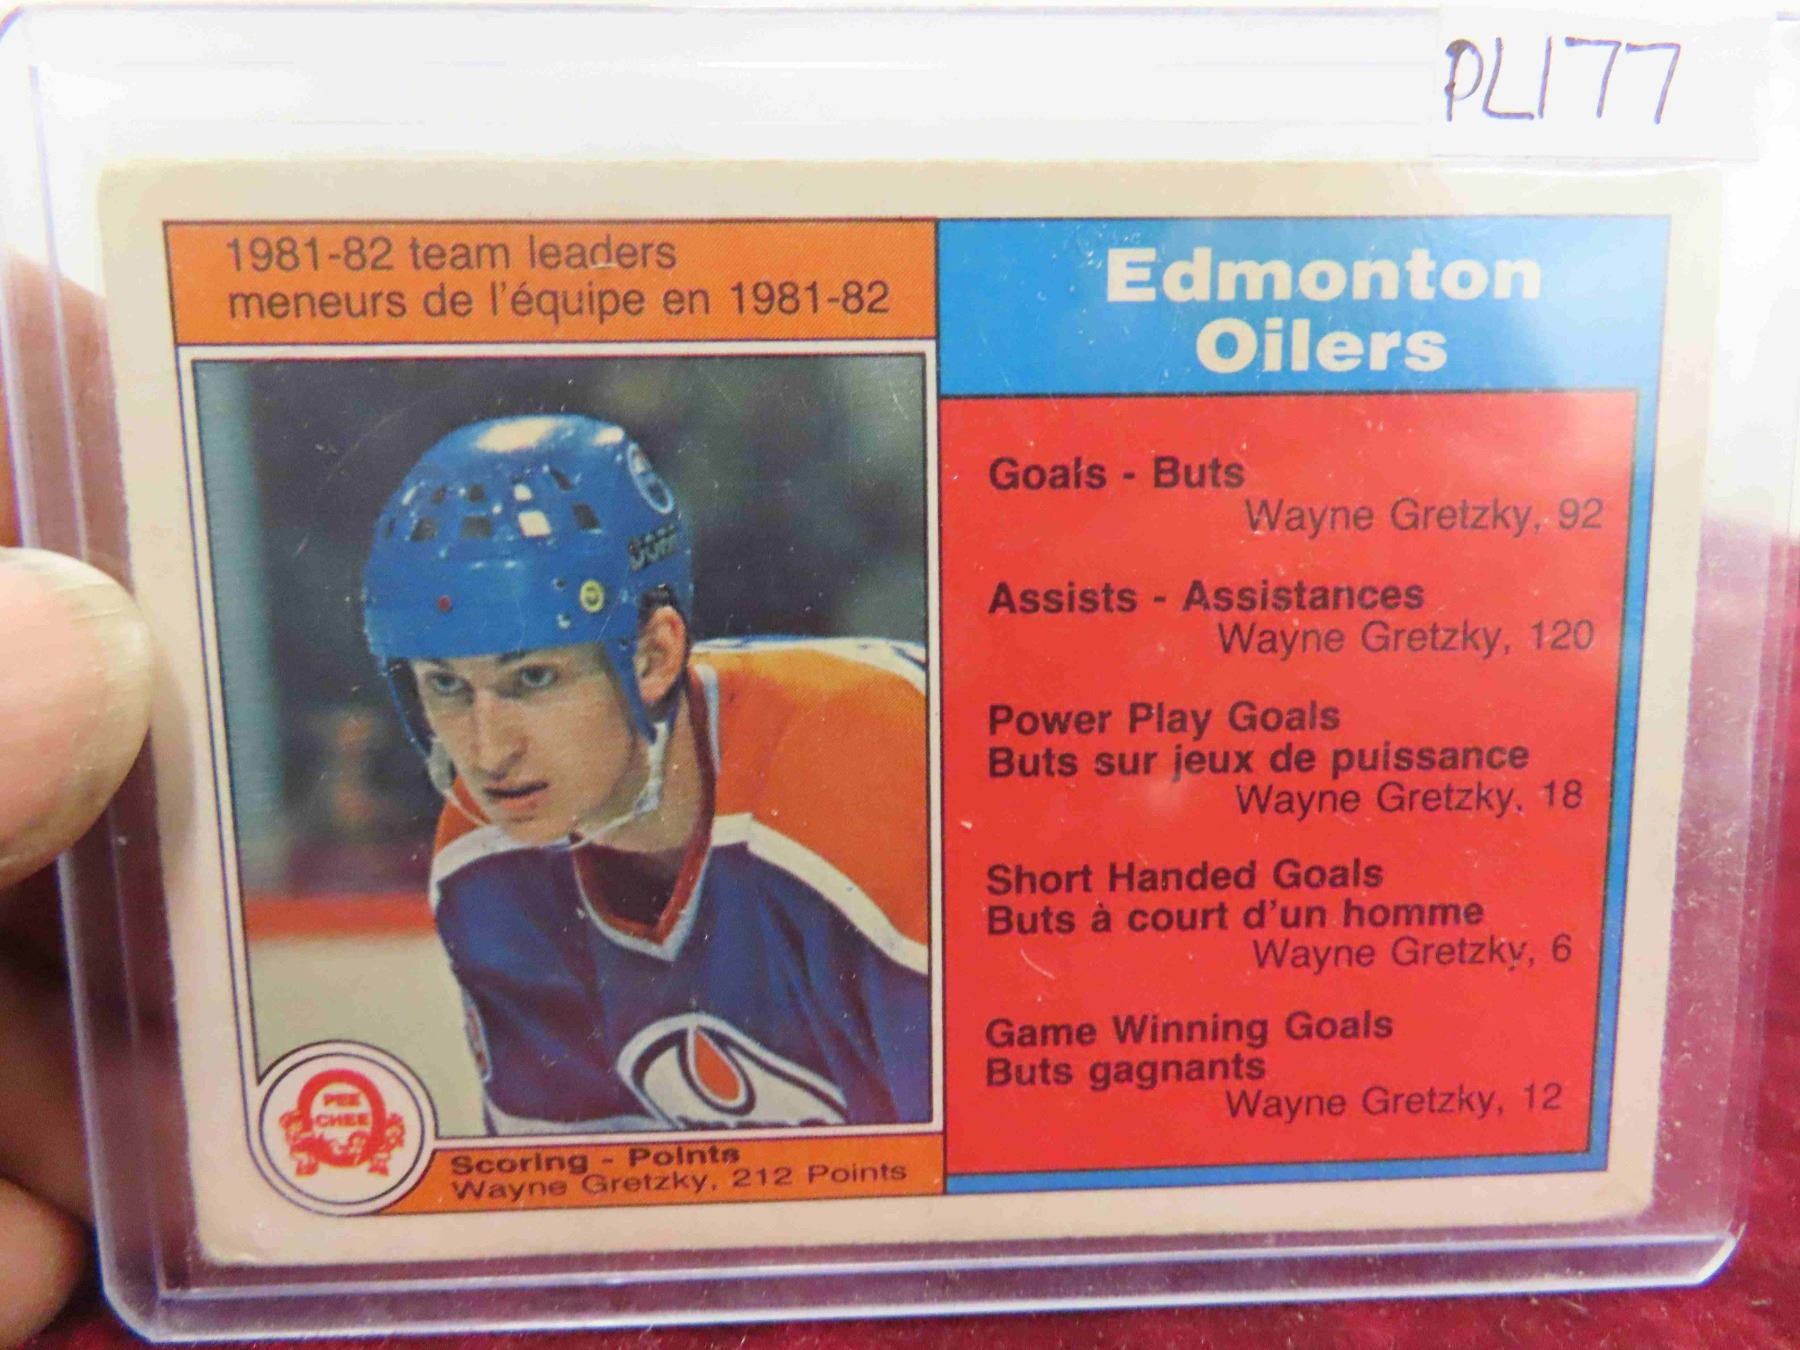 PL177
1981-82 team leaders
meneurs de l'équipe en 1981-82
Edmonton
Oilers
Goals - Buts
Wayne Gretzky, 92
Assists - Assistances
Wayne Gretzky, 120
Power Play Goals
Buts sur jeux de puissance
Wayne Gretzky, 18
Short Handed Goals
Buts à court d'un homme
Wayne Gretzky, 6
Game Winning Goals
Buts gagnants
Wayne Gretzky, 12
PEE
CHEE
Scoring - Points
Wayne Gretzky, 212 Points